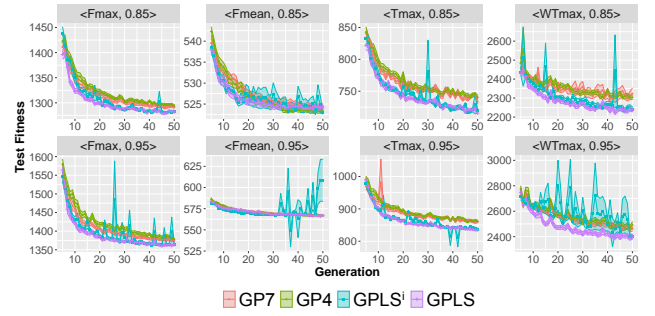 <Fmax, 0.85>
<Fmean, 0.85>
<Tmax, 0.85>
<WTmax, 0.85>
1450
1400
1350
1300
540
535
530
525
850
800
750
2600
2500
2400
2300
2200
10 20 30 40 50
10 20 30 40 50
10 20 30 40 50
10 20 30 40 50
<Fmax, 0.95>
<Fmean, 0.95>
<Tmax, 0.95>
<WTmax, 0.95>
1600
1550
1500
1450
1400
1350
625
600
575
550
525
1000
900
800
3000
2800
2600
2400
10 20 30 40 50
10 20 30 40 50
10 20 30 40 50
10 20 30 40 50
Test Fitness
Generation
GP7 GP4 GPLSⁱ GPLS